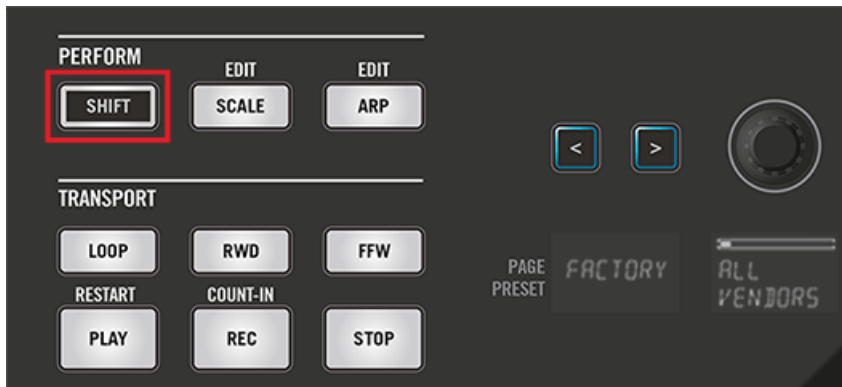 PERFORM
EDIT EDIT
SHIFT SCALE ARP
< >
TRANSPORT
LOOP RWD FFW
PAGE FACTORY ALL
PRESET VENDORS
RESTART COUNT-IN
PLAY REC STOP